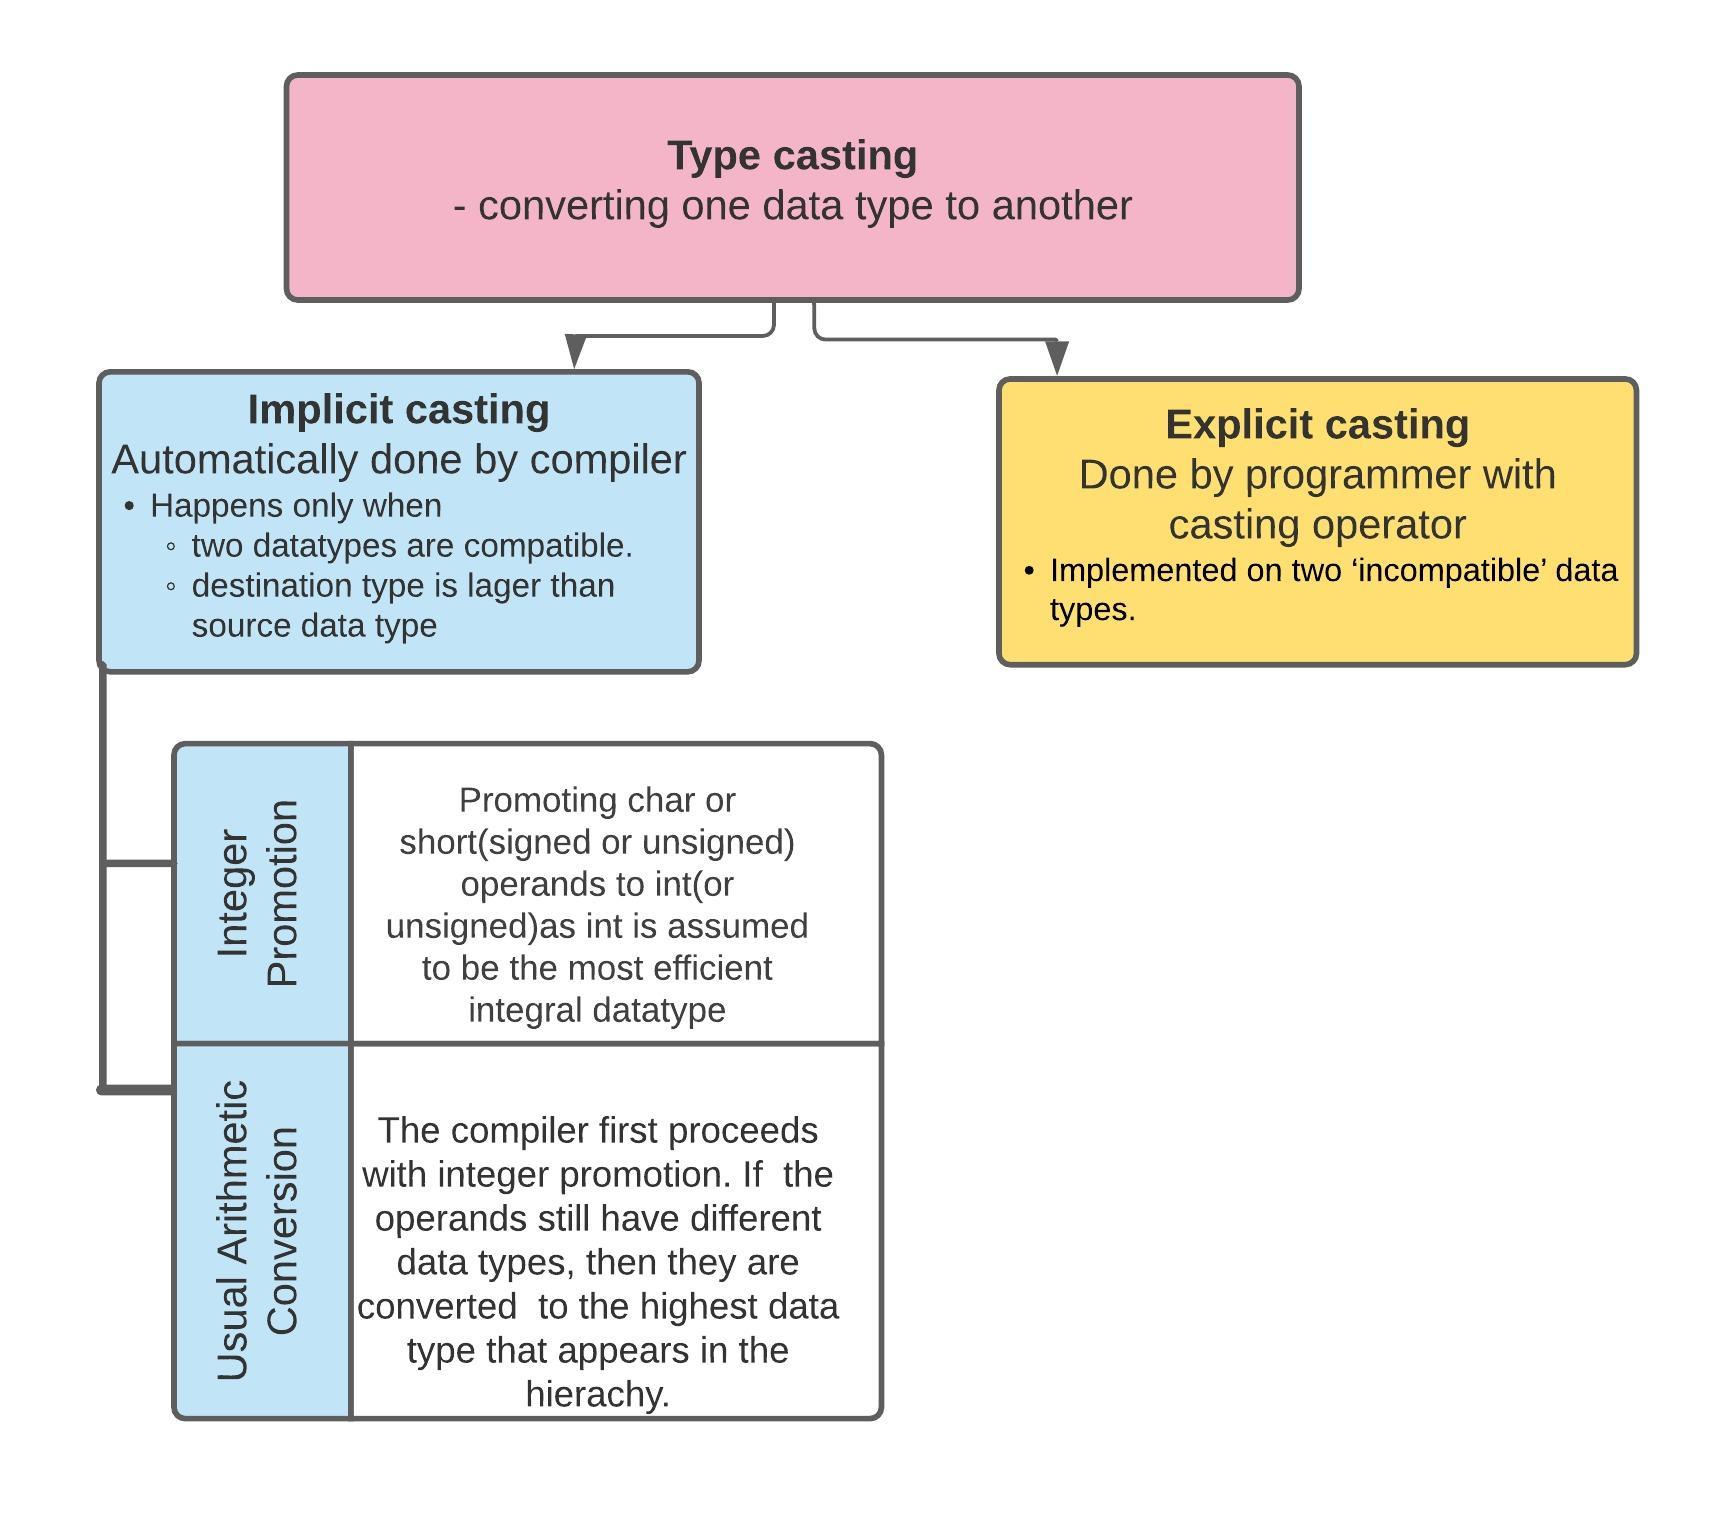 Type casting
- converting one data type to another
Implicit casting
Automatically done by compiler
• Happens only when
◦ two datatypes are compatible.
◦ destination type is lager than
source data type
Explicit casting
Done by programmer with
casting operator
• Implemented on two ‘incompatible’ data
types.
Integer
Promotion
Promoting char or
short(signed or unsigned)
operands to int(or
unsigned)as int is assumed
to be the most efficient
integral datatype
Usual Arithmetic
Conversion
The compiler first proceeds
with integer promotion. If  the
operands still have different
data types, then they are
converted  to the highest data
type that appears in the
hierachy.